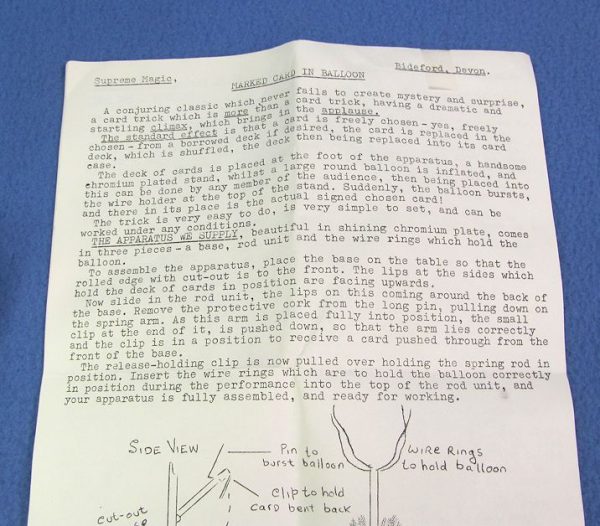 Supreme Magic,
Bideford, Devon.
MARKED CARD IN BALLOON
A conjuring classic which never fails to create mystery and surprise,
a card trick which is more than a card trick, having a dramatic and
startling climax, which brings in the applause.
The standard effect is that a card is freely chosen - yes, freely
chosen - from a borrowed deck if desired, the card is replaced in the
deck, which is shuffled, the deck then being replaced into its card
case.
The deck of cards is placed at the foot of the apparatus, a handsome
chromium plated stand, whilst a large round balloon is inflated, and
this can be done by any member of the audience, then being placed into
the wire holder at the top of the stand. Suddenly, the balloon bursts,
and there in its place is the actual signed chosen card!
The trick is very easy to do, is very simple to set, and can be
worked under any conditions.
THE APPARATUS WE SUPPLY, beautiful in shining chromium plate, comes
in three pieces - a base, rod unit and the wire rings which hold the
balloon.
To assemble the apparatus, place the base on the table so that the
rolled edge with cut-out is to the front. The lips at the sides which
hold the deck of cards in position are facing upwards.
Now slide in the rod unit, the lips on this coming around the back of
the base. Remove the protective cork from the long pin, pulling down on
the spring arm. As this arm is placed fully into position, the small
clip at the end of it, is pushed down, so that the arm lies correctly
and the clip is in a position to receive a card pushed through from the
front of the base.
The release-holding clip is now pulled over holding the spring rod in
position. Insert the wire rings which are to hold the balloon correctly
in position during the performance into the top of the rod unit, and
your apparatus is fully assembled, and ready for working.
SIDE VIEW
Pin to
burst balloon
WIRE RINGS
to hold balloon
clip to hold
card bent back
cut-out